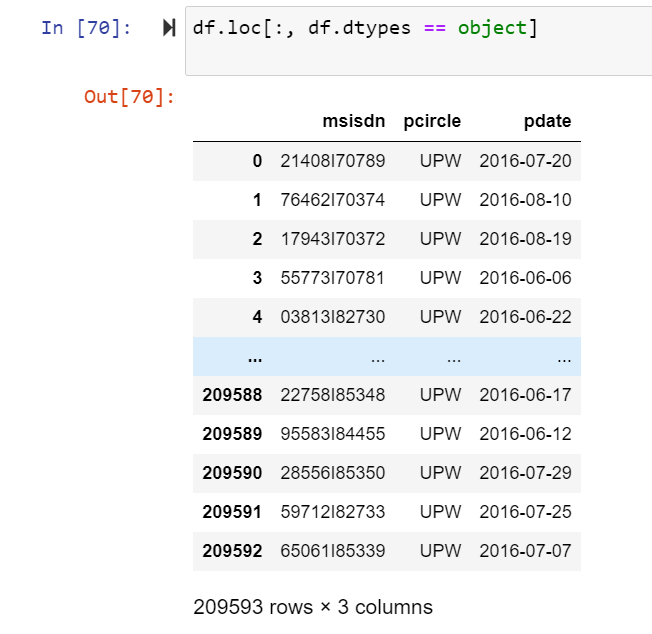 In [70]: df.loc[:, df.dtypes == object]
Out[70]:
msisdn pcircle pdate
0 21408I70789 UPW 2016-07-20
1 76462I70374 UPW 2016-08-10
2 17943I70372 UPW 2016-08-19
3 55773I70781 UPW 2016-06-06
4 03813I82730 UPW 2016-06-22
... ... ... ...
209588 22758I85348 UPW 2016-06-17
209589 95583I84455 UPW 2016-06-12
209590 28556I85350 UPW 2016-07-29
209591 59712I82733 UPW 2016-07-25
209592 65061I85339 UPW 2016-07-07
209593 rows × 3 columns